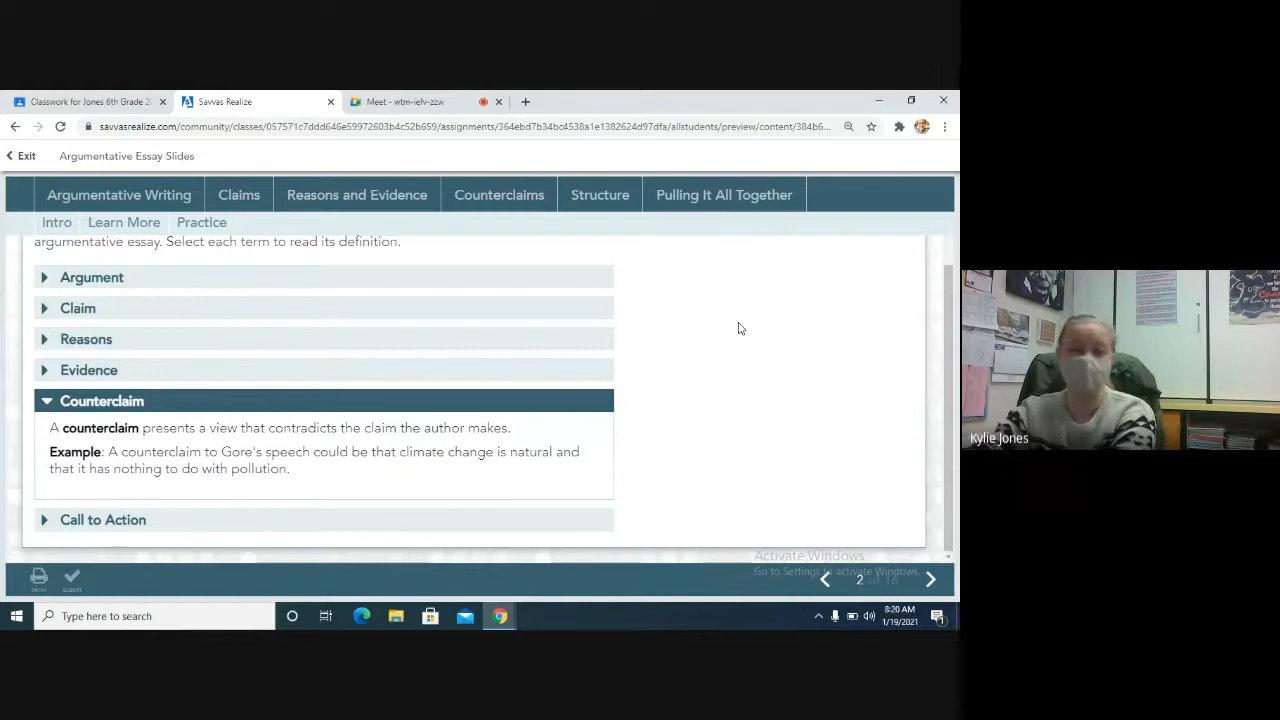 Classwork for Jones 6th Grade 2
Savvas Realize
Meet - wtm-iefv-zzw
savvasrealize.com/community/classes/057571c7ddd646e59972603b4c52b659/assignments/364ebd7b34bc4538a1e1382624d97dfa/allstudents/preview/content/384b6...
Exit
Argumentative Essay Slides
Argumentative Writing
Claims
Reasons and Evidence
Counterclaims
Structure
Pulling It All Together
Intro
Learn More
Practice
argumentative essay. Select each term to read its definition.
Argument
Claim
Reasons
Evidence
Counterclaim
A counterclaim presents a view that contradicts the claim the author makes.
Example: A counterclaim to Gore's speech could be that climate change is natural and
that it has nothing to do with pollution.
Call to Action
Kylie Jones
Activate Windows
Go to Settings to activate Windows.
PRINT
SUBMIT
2 of 16
Type here to search
8:20 AM
1/19/2021
1